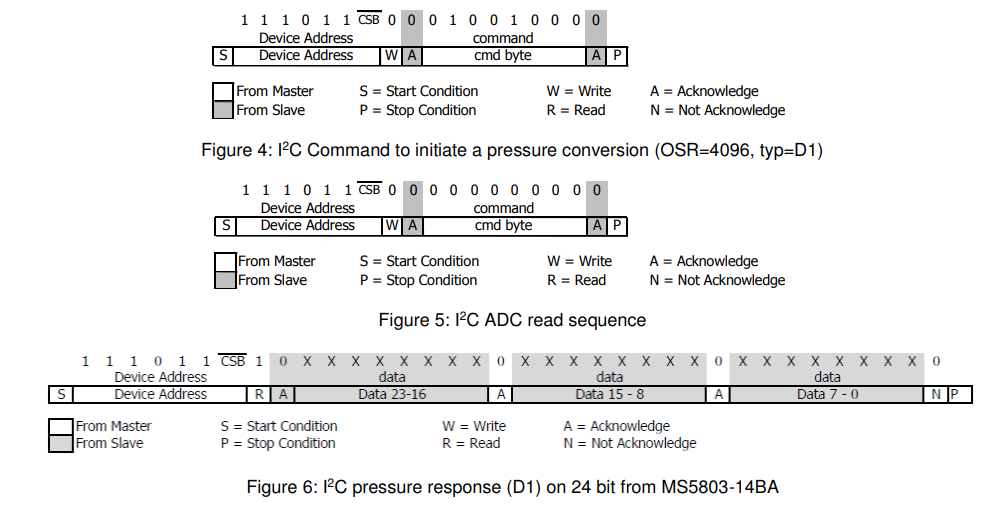 1 1 1 0 1 1 CSB 0 0 0 1 0 0 1 0 0 0 0
Device Address command
S Device Address W A cmd byte A P
From Master S = Start Condition W = Write A = Acknowledge
From Slave P = Stop Condition R = Read N = Not Acknowledge
Figure 4: I²C Command to initiate a pressure conversion (OSR=4096, typ=D1)
1 1 1 0 1 1 CSB 0 0 0 0 0 0 0 0 0 0 0
Device Address command
S Device Address W A cmd byte A P
From Master S = Start Condition W = Write A = Acknowledge
From Slave P = Stop Condition R = Read N = Not Acknowledge
Figure 5: I²C ADC read sequence
1 1 1 0 1 1 CSB 1 0 X X X X X X X X 0 X X X X X X X X 0 X X X X X X X X 0
Device Address data data data
S Device Address R A Data 23-16 A Data 15 - 8 A Data 7 - 0 N P
From Master S = Start Condition W = Write A = Acknowledge
From Slave P = Stop Condition R = Read N = Not Acknowledge
Figure 6: I²C pressure response (D1) on 24 bit from MS5803-14BA